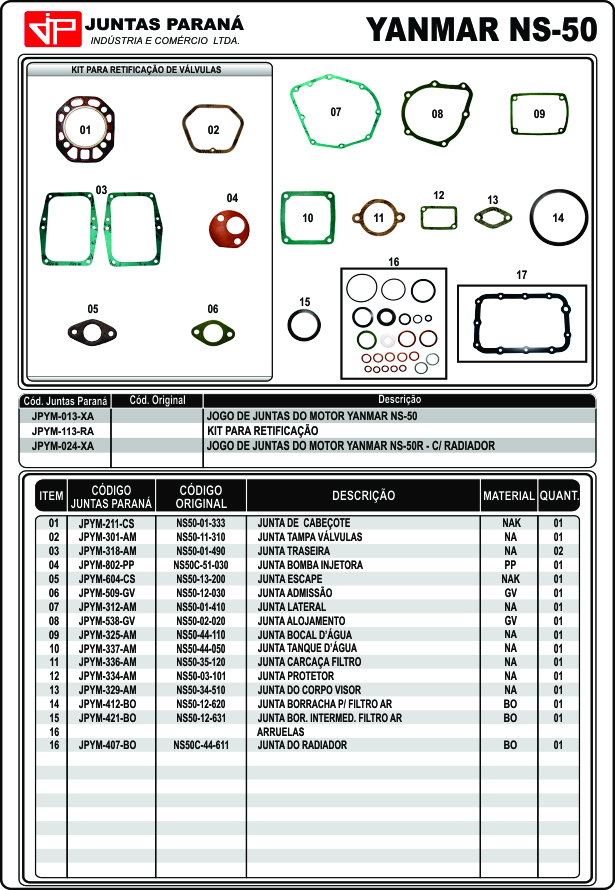 JP JUNTAS PARANÁ
INDÚSTRIA E COMÉRCIO LTDA.
YANMAR NS-50
KIT PARA RETIFICAÇÃO DE VÁLVULAS
01
02
03
04
05
06
07
08
09
10
11
12
13
14
15
16
17
Cód. Juntas Paraná Cód. Original Descrição
JPYM-013-XA JOGO DE JUNTAS DO MOTOR YANMAR NS-50
JPYM-113-RA KIT PARA RETIFICAÇÃO
JPYM-024-XA JOGO DE JUNTAS DO MOTOR YANMAR NS-50R - C/ RADIADOR
ITEM CÓDIGO JUNTAS PARANÁ CÓDIGO ORIGINAL DESCRIÇÃO MATERIAL QUANT.
01 JPYM-211-CS NS50-01-333 JUNTA DE CABEÇOTE NAK 01
02 JPYM-301-AM NS50-11-310 JUNTA TAMPA VÁLVULAS NA 01
03 JPYM-318-AM NS50-01-490 JUNTA TRASEIRA NA 02
04 JPYM-802-PP NS50C-51-030 JUNTA BOMBA INJETORA PP 01
05 JPYM-604-CS NS50-13-200 JUNTA ESCAPE NAK 01
06 JPYM-509-GV NS50-12-030 JUNTA ADMISSÃO GV 01
07 JPYM-312-AM NS50-01-410 JUNTA LATERAL NA 01
08 JPYM-538-GV NS50-02-020 JUNTA ALOJAMENTO GV 01
09 JPYM-325-AM NS50-44-110 JUNTA BOCAL D'ÁGUA NA 01
10 JPYM-337-AM NS50-44-050 JUNTA TANQUE D'ÁGUA NA 01
11 JPYM-336-AM NS50-35-120 JUNTA CARCAÇA FILTRO NA 01
12 JPYM-334-AM NS50-03-101 JUNTA PROTETOR NA 01
13 JPYM-329-AM NS50-34-510 JUNTA DO CORPO VISOR NA 01
14 JPYM-412-BO NS50-12-620 JUNTA BORRACHA P/ FILTRO AR BO 01
15 JPYM-421-BO NS50-12-631 JUNTA BOR. INTERMED. FILTRO AR BO 01
16 ARRUELAS
16 JPYM-407-BO NS50C-44-611 JUNTA DO RADIADOR BO 01